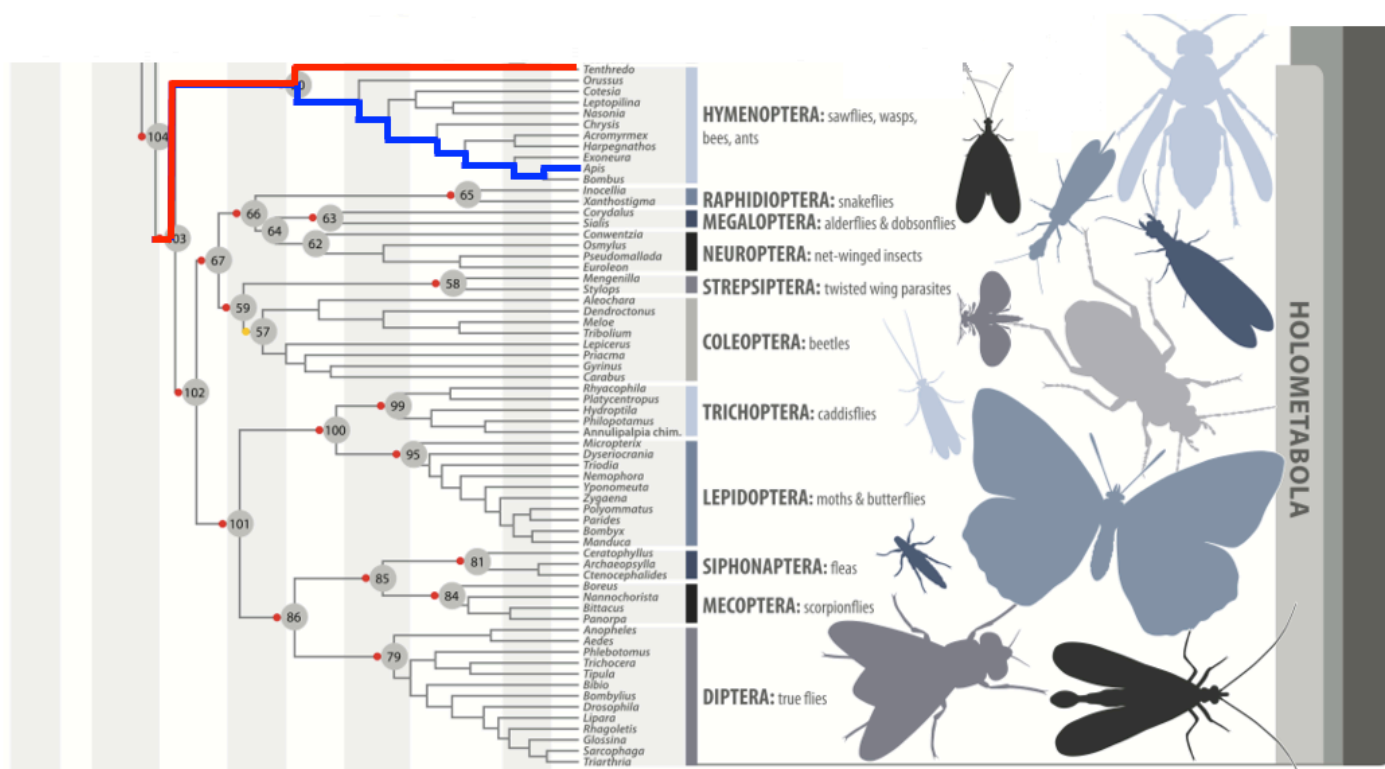 Tenthredo
Orussus
Cotesia
Leptopilina
Nasonia
Chrysis
Acromyrmex
Harpegnathos
Exoneura
Apis
Bombus
Inocellia
Xanthostigma
Corydalus
Sialis
Conwentzia
Osmylus
Pseudomallada
Euroleon
Mengenilla
Stylops
Aleochara
Dendroctonus
Meloe
Tribolium
Lepicerus
Priacma
Gyrinus
Carabus
Rhyacophila
Platycentropus
Hydroptila
Philopotamus
Annulipalpia chim.
Micropterix
Dyseriocrania
Triodia
Nemophora
Yponomeuta
Zygaena
Polyommatus
Parides
Bombyx
Manduca
Ceratophyllus
Archaeopsylla
Ctenocephalides
Boreus
Nannochorista
Bittacus
Panorpa
Anopheles
Aedes
Phlebotomus
Trichocera
Tipula
Bibio
Bombylius
Drosophila
Lipara
Rhagoletis
Glossina
Sarcophaga
Triarthria
104
65
66
63
64
62
67
58
59
57
102
99
100
95
101
81
85
84
86
79
HYMENOPTERA: sawflies, wasps,
bees, ants
RAPHIDIOPTERA: snakeflies
MEGALOPTERA: alderflies & dobsonflies
NEUROPTERA: net-winged insects
STREPSIPTERA: twisted wing parasites
COLEOPTERA: beetles
TRICHOPTERA: caddisflies
LEPIDOPTERA: moths & butterflies
SIPHONAPTERA: fleas
MECOPTERA: scorpionflies
DIPTERA: true flies
HOLOMETABOLA